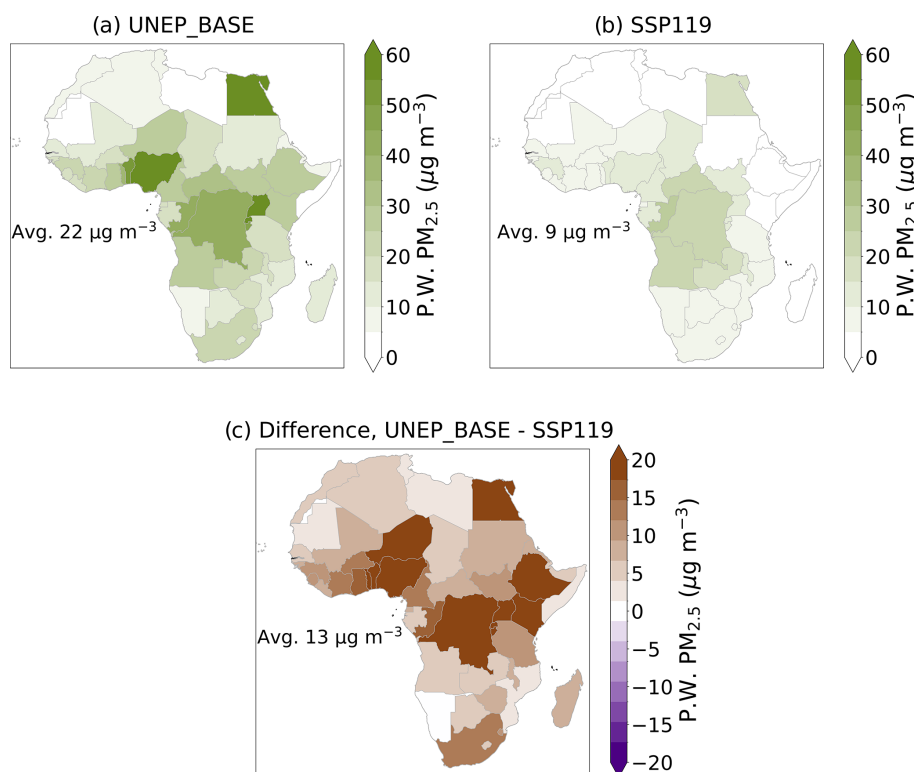 (a) UNEP_BASE
60
50
40
30
20
10
0
P.W. PM₂.₅ (μg m⁻³)
Avg. 22 μg m⁻³
(b) SSP119
60
50
40
30
20
10
0
P.W. PM₂.₅ (μg m⁻³)
Avg. 9 μg m⁻³
(c) Difference, UNEP_BASE - SSP119
20
15
10
5
0
−5
−10
−15
−20
P.W. PM₂.₅ (μg m⁻³)
Avg. 13 μg m⁻³